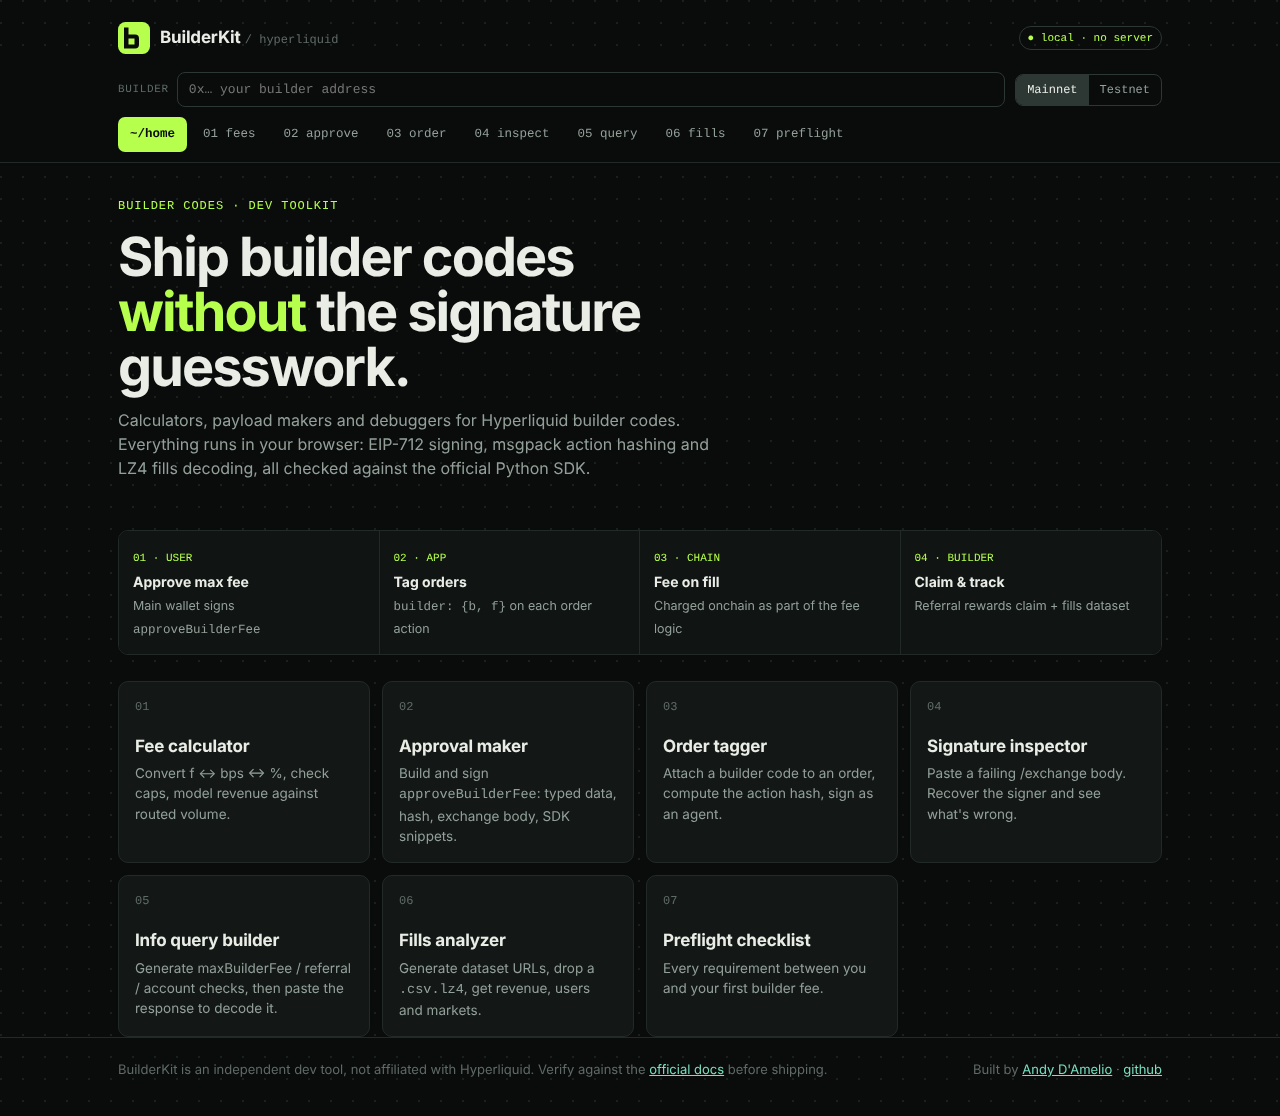 BuilderKit / hyperliquid
● local · no server
BUILDER 0x… your builder address Mainnet Testnet
~/home 01 fees 02 approve 03 order 04 inspect 05 query 06 fills 07 preflight
BUILDER CODES · DEV TOOLKIT
Ship builder codes
without the signature
guesswork.
Calculators, payload makers and debuggers for Hyperliquid builder codes.
Everything runs in your browser: EIP-712 signing, msgpack action hashing and
LZ4 fills decoding, all checked against the official Python SDK.
01 · USER
Approve max fee
Main wallet signs
approveBuilderFee
02 · APP
Tag orders
builder: {b, f} on each order
action
03 · CHAIN
Fee on fill
Charged onchain as part of the fee
logic
04 · BUILDER
Claim & track
Referral rewards claim + fills dataset
01
Fee calculator
Convert f ↔ bps ↔ %, check
caps, model revenue against
routed volume.
02
Approval maker
Build and sign
approveBuilderFee: typed data,
hash, exchange body, SDK
snippets.
03
Order tagger
Attach a builder code to an order,
compute the action hash, sign as
an agent.
04
Signature inspector
Paste a failing /exchange body.
Recover the signer and see
what's wrong.
05
Info query builder
Generate maxBuilderFee / referral
/ account checks, then paste the
response to decode it.
06
Fills analyzer
Generate dataset URLs, drop a
.csv.lz4, get revenue, users
and markets.
07
Preflight checklist
Every requirement between you
and your first builder fee.
BuilderKit is an independent dev tool, not affiliated with Hyperliquid. Verify against the official docs before shipping.
Built by Andy D'Amelio · github